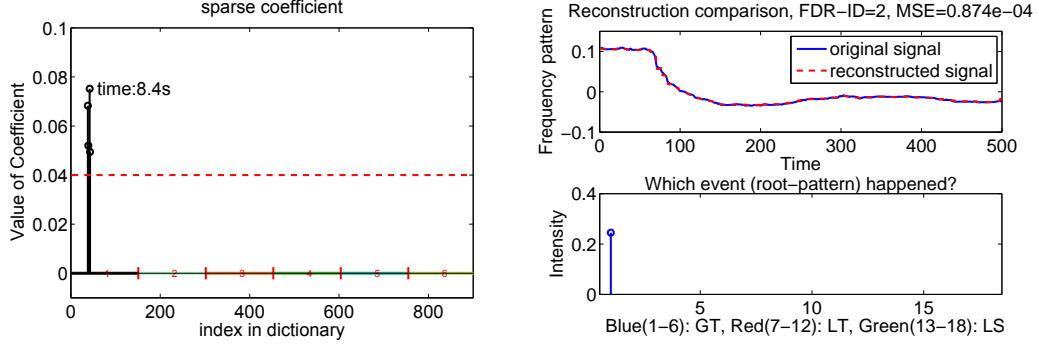 sparse coefficient
Value of Coefficient
0.1
0.08
0.06
0.04
0.02
0
time:8.4s
1 2 3 4 5 6
0 200 400 600 800
index in dictionary
Reconstruction comparison, FDR−ID=2, MSE=0.874e−04
Frequency pattern
0.1
0
−0.1
original signal
reconstructed signal
0 100 200 300 400 500
Time
Which event (root−pattern) happened?
Intensity
0.4
0.2
0
5 10 15
Blue(1−6): GT, Red(7−12): LT, Green(13−18): LS